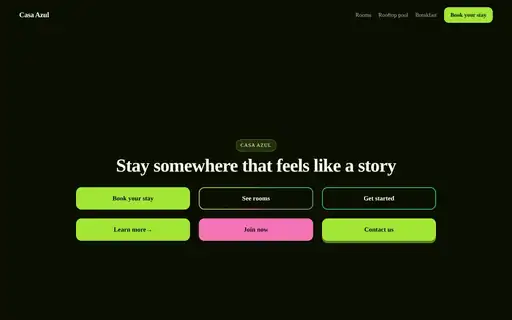 Casa Azul
Rooms Rooftop pool Breakfast Book your stay
CASA AZUL
Stay somewhere that feels like a story
Book your stay See rooms Get started
Learn more→ Join now Contact us